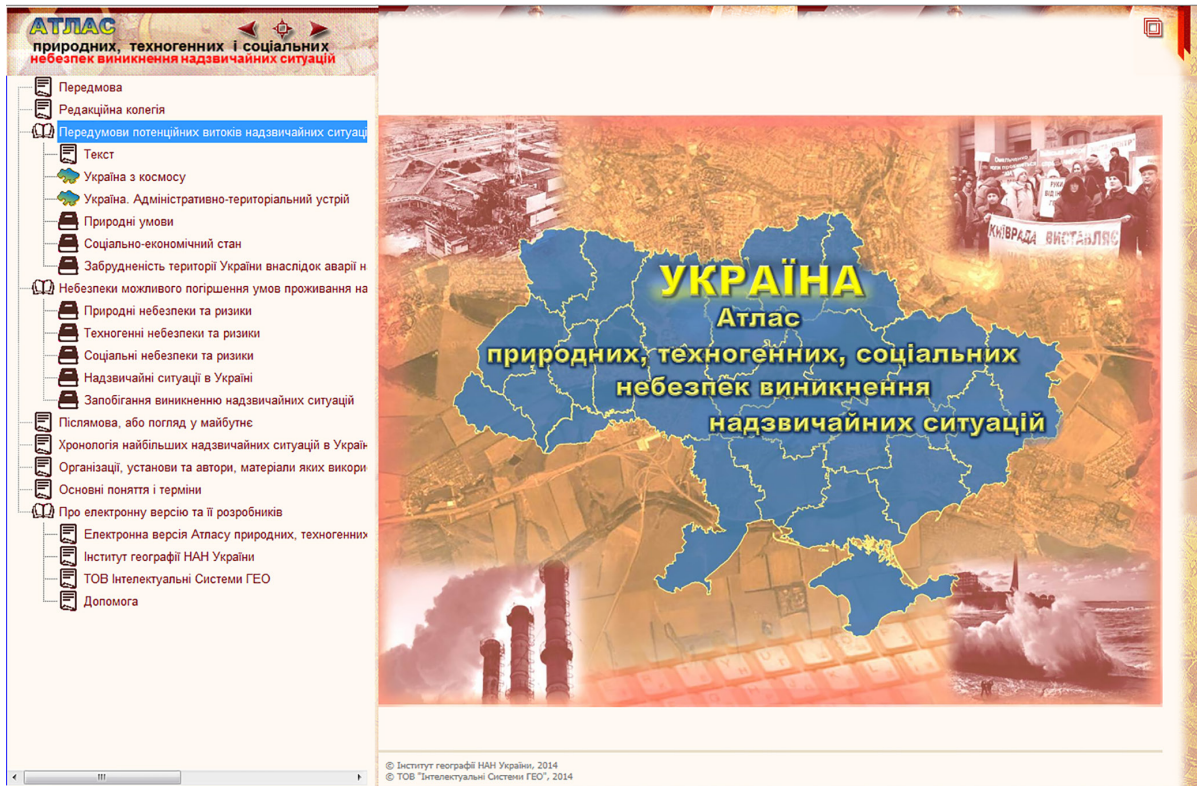 АТЛАС
природних, техногенних і соціальних
небезпек виникнення надзвичайних ситуацій
Передмова
Редакційна колегія
Передумови потенційних витоків надзвичайних ситуаці
Текст
Україна з космосу
Україна. Адміністративно-територіальний устрій
Природні умови
Соціально-економічний стан
Забрудненість території України внаслідок аварії н
Небезпеки можливого погіршення умов проживання на
Природні небезпеки та ризики
Техногенні небезпеки та ризики
Соціальні небезпеки та ризики
Надзвичайні ситуації в Україні
Запобігання виникненню надзвичайних ситуацій
Післямова, або погляд у майбутнє
Хронологія найбільших надзвичайних ситуацій в Україн
Організації, установи та автори, матеріали яких викори
Основні поняття і терміни
Про електронну версію та її розробників
Електронна версія Атласу природних, техногенних
Інститут географії НАН України
ТОВ Інтелектуальні Системи ГЕО
Допомога
КИЇВРАДА ВИСТАВЛЯЄ
УКРАЇНА
Атлас
природних, техногенних, соціальних
небезпек виникнення
надзвичайних ситуацій
© Інститут географії НАН України, 2014
© ТОВ "Інтелектуальні Системи ГЕО", 2014